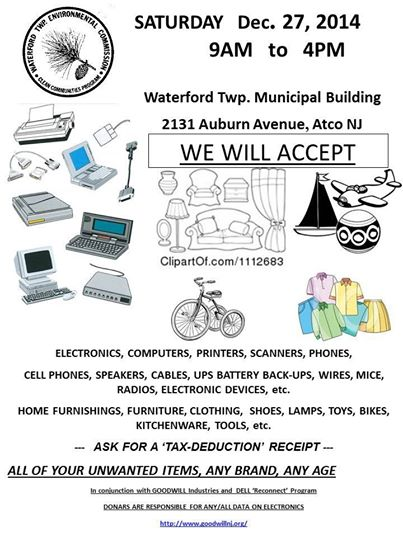 WATERFORD TWP. ENVIRONMENTAL COMMISSION
- CLEAN COMMUNITIES PROGRAM -
SATURDAY Dec. 27, 2014
9AM to 4PM
Waterford Twp. Municipal Building
2131 Auburn Avenue, Atco NJ
WE WILL ACCEPT
ClipartOf.com/1112683
ELECTRONICS, COMPUTERS, PRINTERS, SCANNERS, PHONES,
CELL PHONES, SPEAKERS, CABLES, UPS BATTERY BACK-UPS, WIRES, MICE,
RADIOS, ELECTRONIC DEVICES, etc.
HOME FURNISHINGS, FURNITURE, CLOTHING, SHOES, LAMPS, TOYS, BIKES,
KITCHENWARE, TOOLS, etc.
--- ASK FOR A 'TAX-DEDUCTION' RECEIPT ---
ALL OF YOUR UNWANTED ITEMS, ANY BRAND, ANY AGE
In conjunction with GOODWILL Industries and DELL 'Reconnect' Program
DONARS ARE RESPONSIBLE FOR ANY/ALL DATA ON ELECTRONICS
http://www.goodwillnj.org/